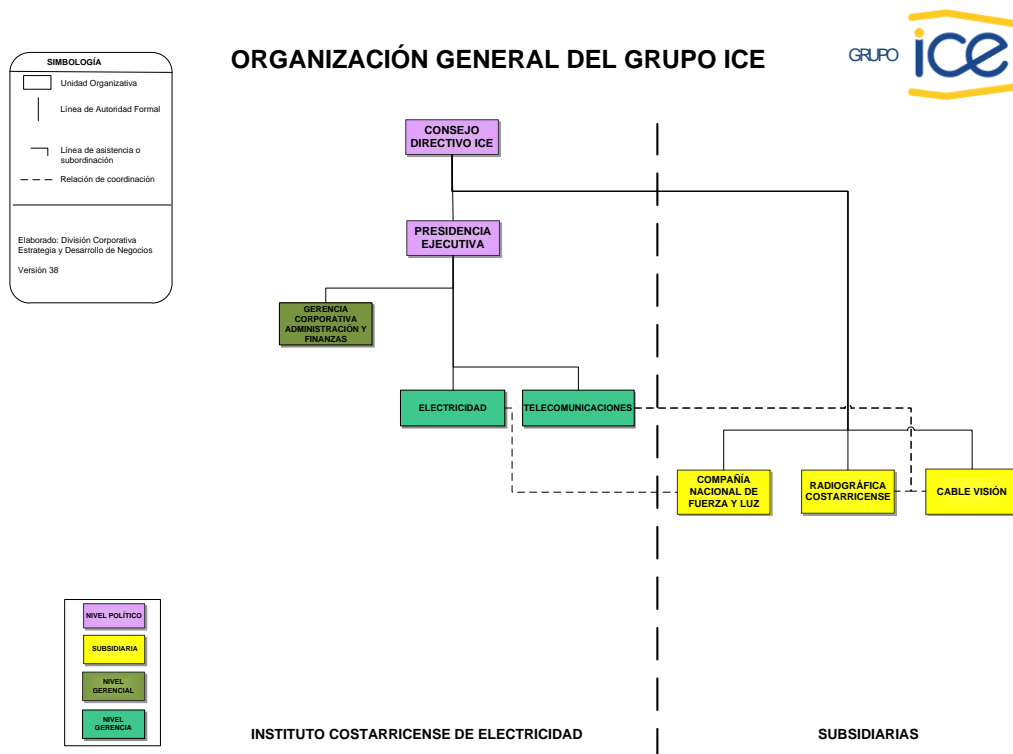 ORGANIZACIÓN GENERAL DEL GRUPO ICE
GRUPO
ice
SIMBOLOGÍA
Unidad Organizativa
Línea de Autoridad Formal
Línea de asistencia o
subordinación
Relación de coordinación
Elaborado: División Corporativa
Estrategia y Desarrollo de Negocios
Versión 38
CONSEJO
DIRECTIVO ICE
PRESIDENCIA
EJECUTIVA
GERENCIA
CORPORATIVA
ADMINISTRACIÓN Y
FINANZAS
ELECTRICIDAD
TELECOMUNICACIONES
COMPAÑÍA
NACIONAL DE
FUERZA Y LUZ
RADIOGRÁFICA
COSTARRICENSE
CABLE VISIÓN
NIVEL POLÍTICO
SUBSIDIARIA
NIVEL
GERENCIAL
NIVEL
GERENCIA
INSTITUTO COSTARRICENSE DE ELECTRICIDAD
SUBSIDIARIAS